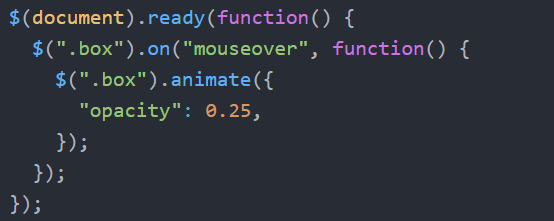 $(document).ready(function() {
  $(".box").on("mouseover", function() {
    $(".box").animate({
      "opacity": 0.25,
    });
  });
});